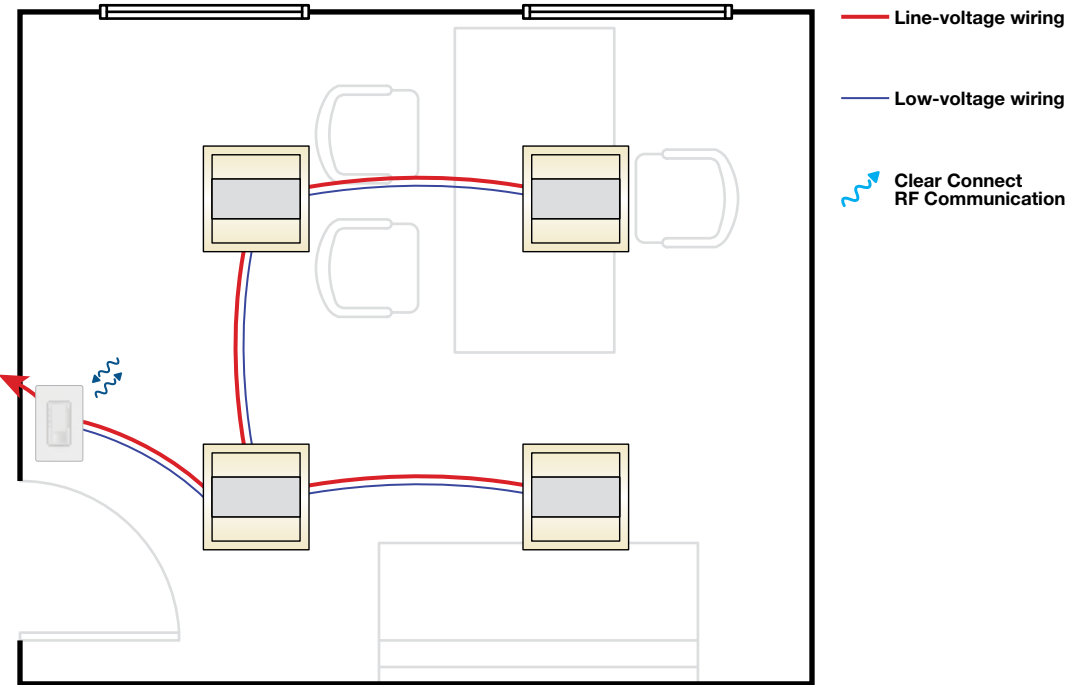 Line-voltage wiring
Low-voltage wiring
Clear Connect
RF Communication